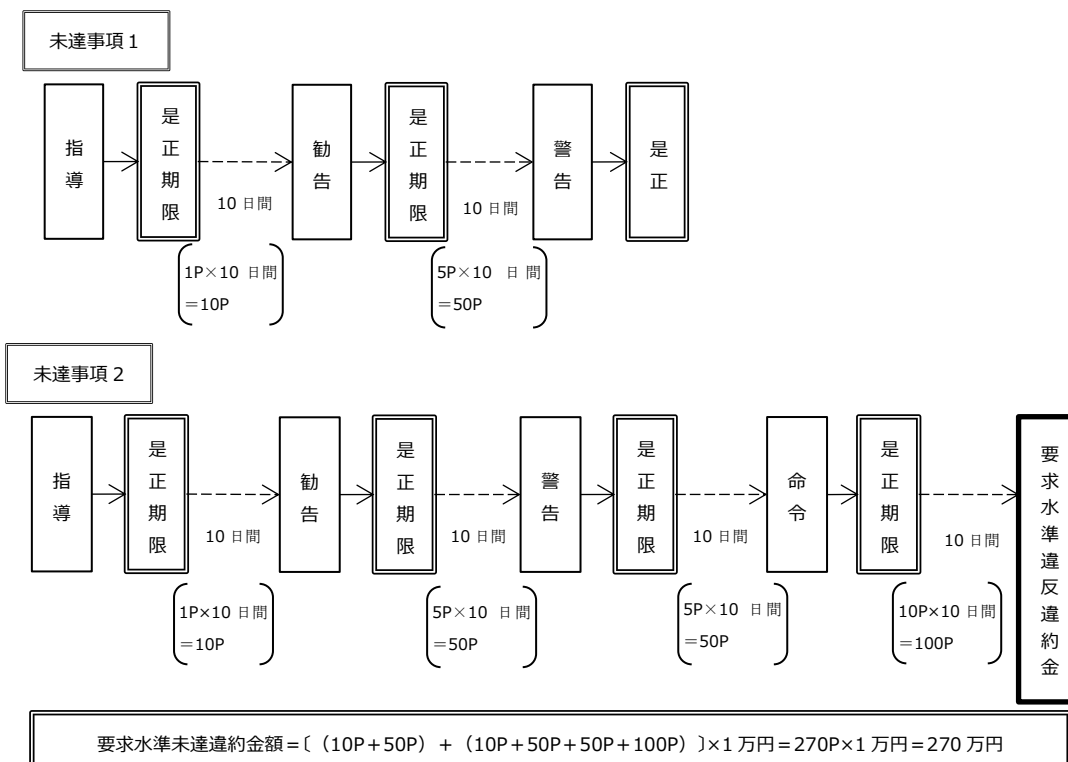 未達事項1
指導
是正期限
10 日間
勧告
是正期限
10 日間
警告
是正
1P×10 日間
＝10P
5P×10 日間
＝50P
未達事項2
指導
是正期限
10 日間
勧告
是正期限
10 日間
警告
是正期限
10 日間
命令
是正期限
10 日間
要求水準違反違約金
1P×10 日間
＝10P
5P×10 日間
＝50P
5P×10 日間
＝50P
10P×10 日間
＝100P
要求水準未達違約金額＝〔（10P＋50P）＋（10P＋50P＋50P＋100P）〕×1 万円＝270P×1 万円＝270 万円